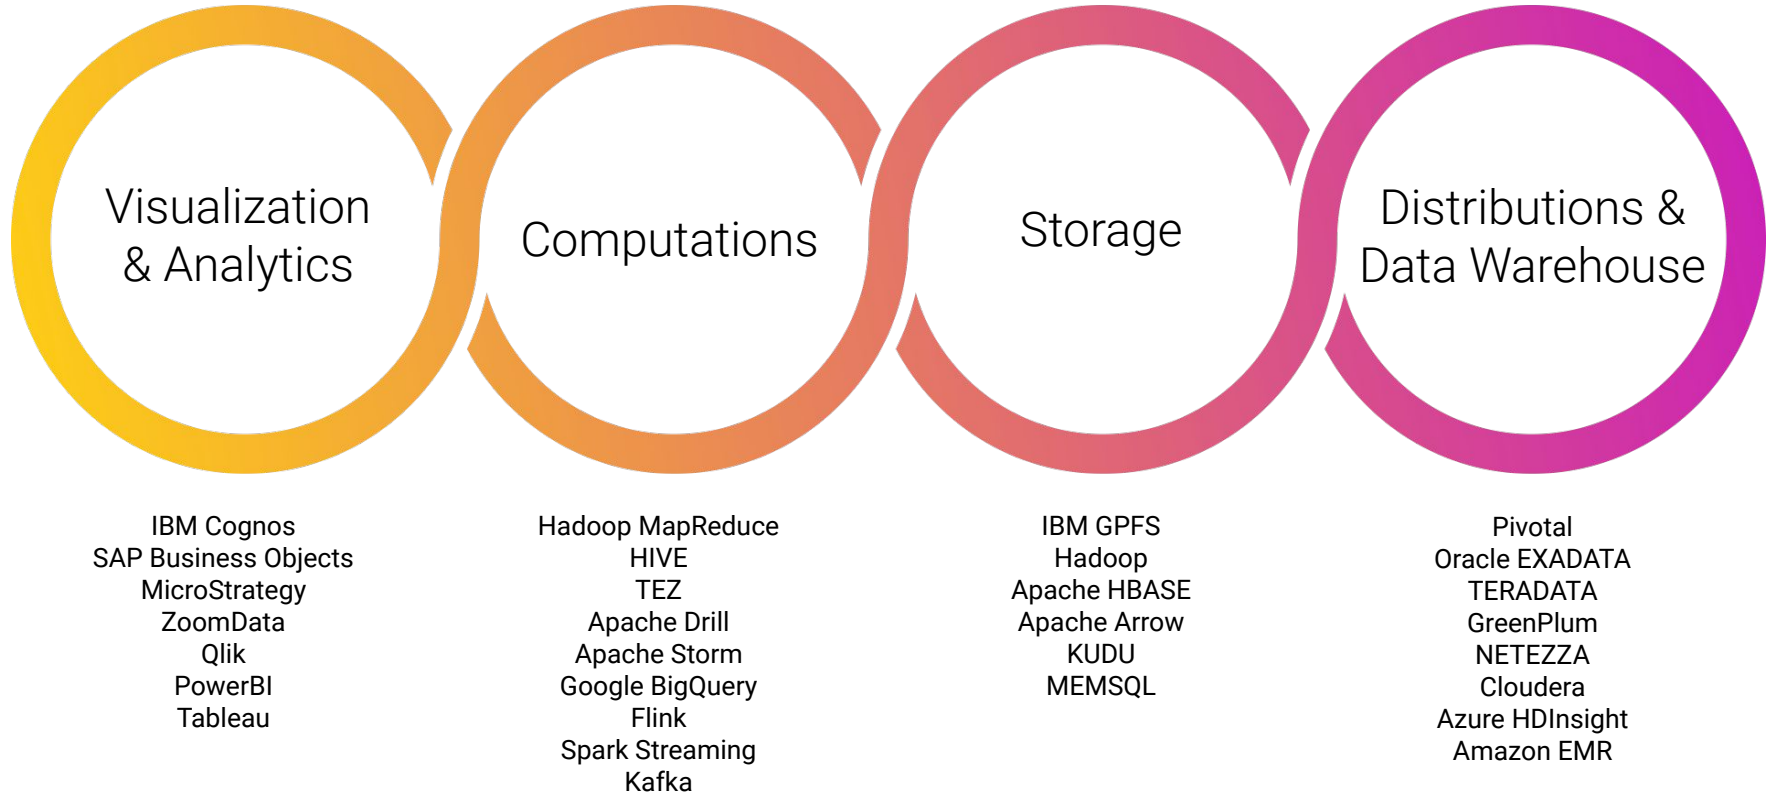 Visualization
& Analytics
Computations
Storage
Distributions &
Data Warehouse
IBM Cognos
SAP Business Objects
MicroStrategy
ZoomData
Qlik
PowerBI
Tableau
Hadoop MapReduce
HIVE
TEZ
Apache Drill
Apache Storm
Google BigQuery
Flink
Spark Streaming
Kafka
IBM GPFS
Hadoop
Apache HBASE
Apache Arrow
KUDU
MEMSQL
Pivotal
Oracle EXADATA
TERADATA
GreenPlum
NETEZZA
Cloudera
Azure HDInsight
Amazon EMR